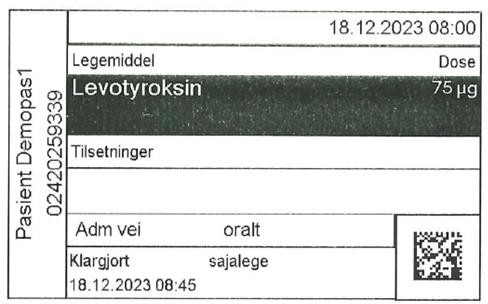 Pasient Demopas1
02420259339
18.12.2023 08:00
Legemiddel Dose
Levotyroksin 75 µg
Tilsetninger
Adm vei oralt
Klargjort sajalege
18.12.2023 08:45